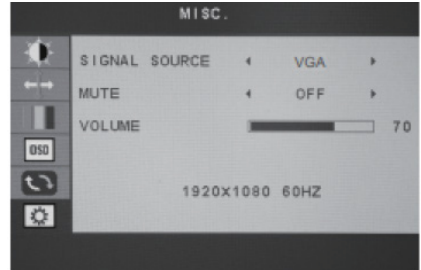 MISC.
SIGNAL SOURCE VGA
MUTE OFF
VOLUME 70
OSD
1920X1080 60HZ